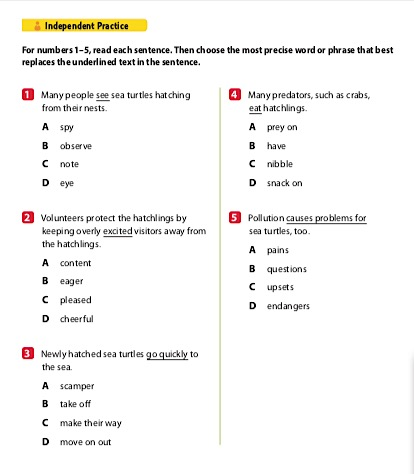 Independent Practice
For numbers 1–5, read each sentence. Then choose the most precise word or phrase that best
replaces the underlined text in the sentence.
1 Many people see sea turtles hatching
from their nests.
A spy
B observe
C note
D eye
2 Volunteers protect the hatchlings by
keeping overly excited visitors away from
the hatchlings.
A content
B eager
C pleased
D cheerful
3 Newly hatched sea turtles go quickly to
the sea.
A scamper
B take off
C make their way
D move on out
4 Many predators, such as crabs,
eat hatchlings.
A prey on
B have
C nibble
D snack on
5 Pollution causes problems for
sea turtles, too.
A pains
B questions
C upsets
D endangers